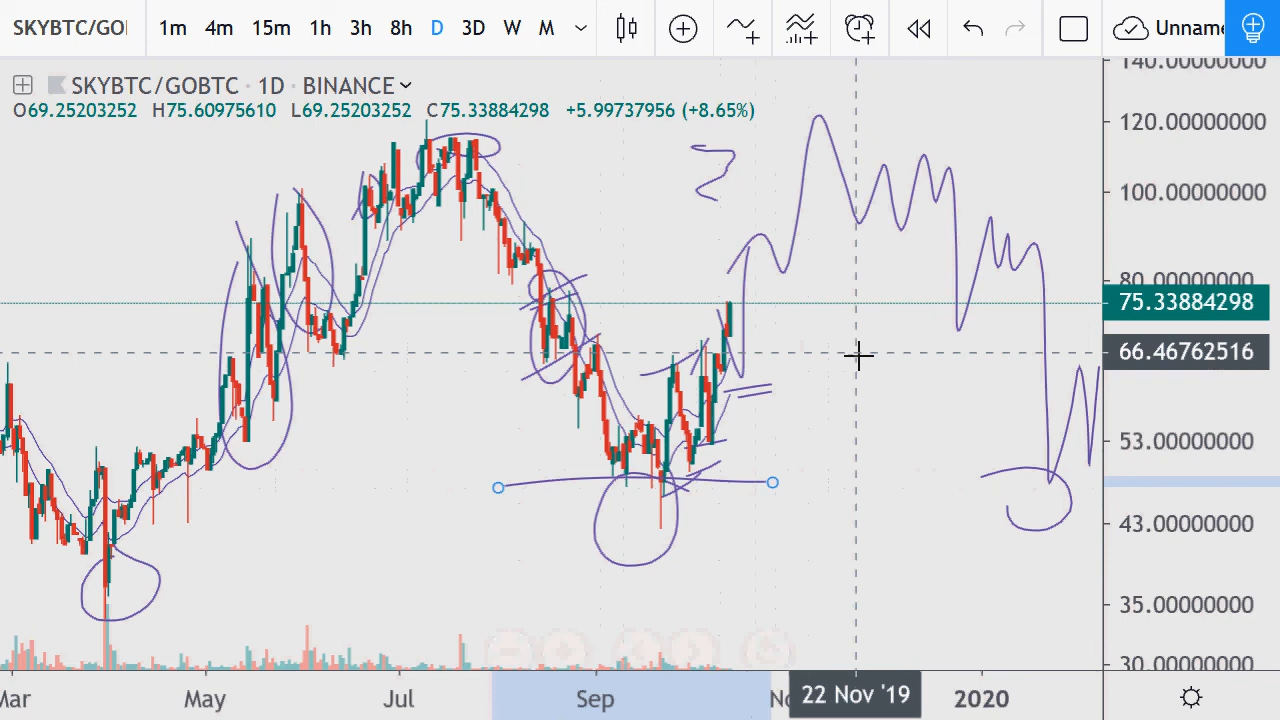 SKYBTC/GO
1m 4m 15m 1h 3h 8h D 3D W M
Unname
SKYBTC/GOBTC · 1D · BINANCE
O69.25203252 H75.60975610 L69.25203252 C75.33884298 +5.99737956 (+8.65%)
140.00000000
120.00000000
100.00000000
80.00000000
75.33884298
66.46762516
53.00000000
43.00000000
35.00000000
30.00000000
Mar May Jul Sep No 22 Nov '19 2020